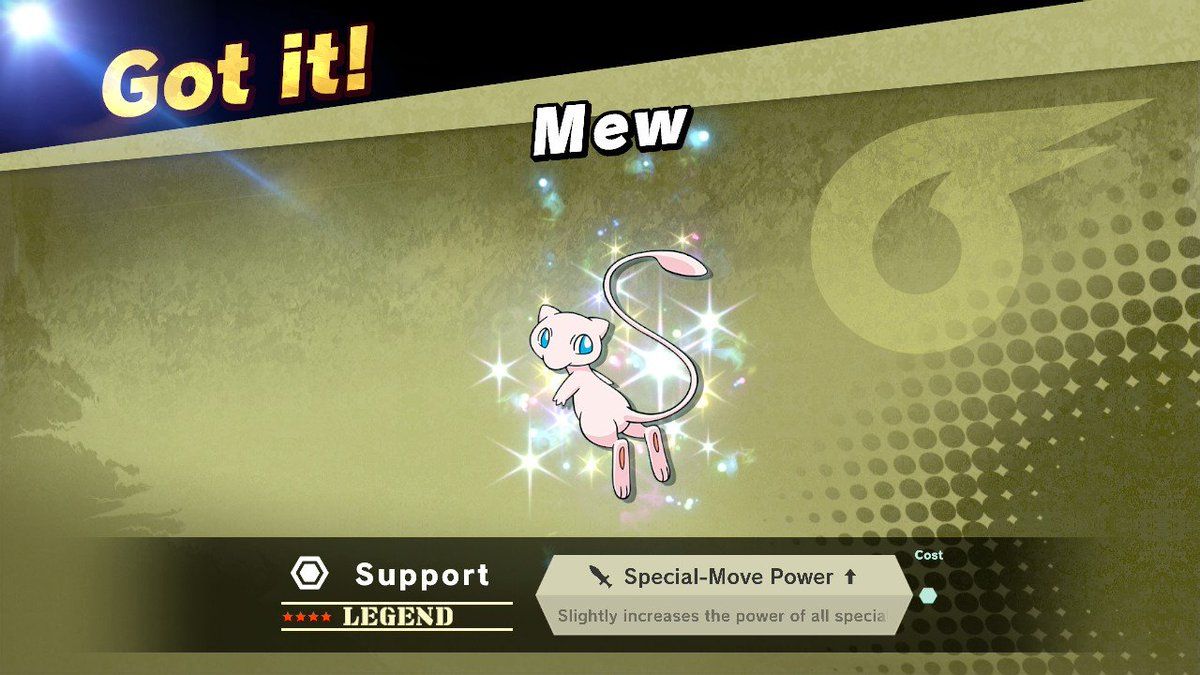 Got it!
Mew
Support
LEGEND
Special-Move Power ↑
Slightly increases the power of all specia
Cost